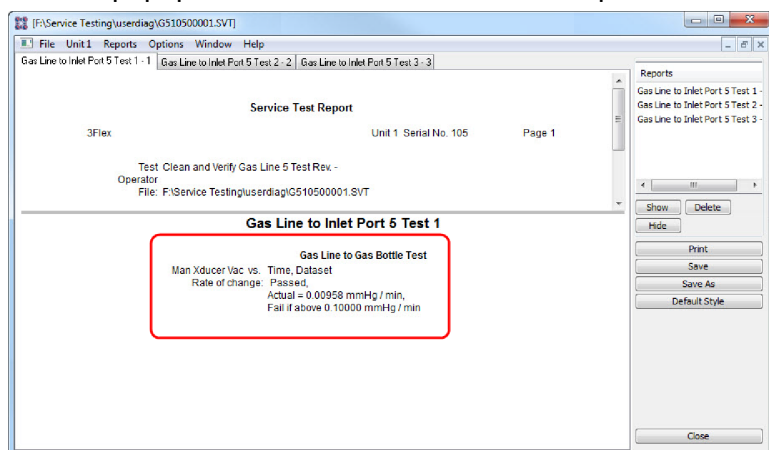 [F:\Service Testing\userdiag\G510500001.SVT]
File Unit1 Reports Options Window Help
Gas Line to Inlet Port 5 Test 1 - 1 Gas Line to Inlet Port 5 Test 2 - 2 Gas Line to Inlet Port 5 Test 3 - 3
Service Test Report
3Flex Unit 1 Serial No. 105 Page 1
Test Clean and Verify Gas Line 5 Test Rev. -
Operator
File: F:\Service Testing\userdiag\G510500001.SVT
Gas Line to Inlet Port 5 Test 1
Gas Line to Gas Bottle Test
Man Xducer Vac vs. Time, Dataset
Rate of change: Passed,
Actual = 0.00958 mmHg / min,
Fail if above 0.10000 mmHg / min
Reports
Gas Line to Inlet Port 5 Test 1 -
Gas Line to Inlet Port 5 Test 2 -
Gas Line to Inlet Port 5 Test 3 -
Show Delete
Hide
Print
Save
Save As
Default Style
Close